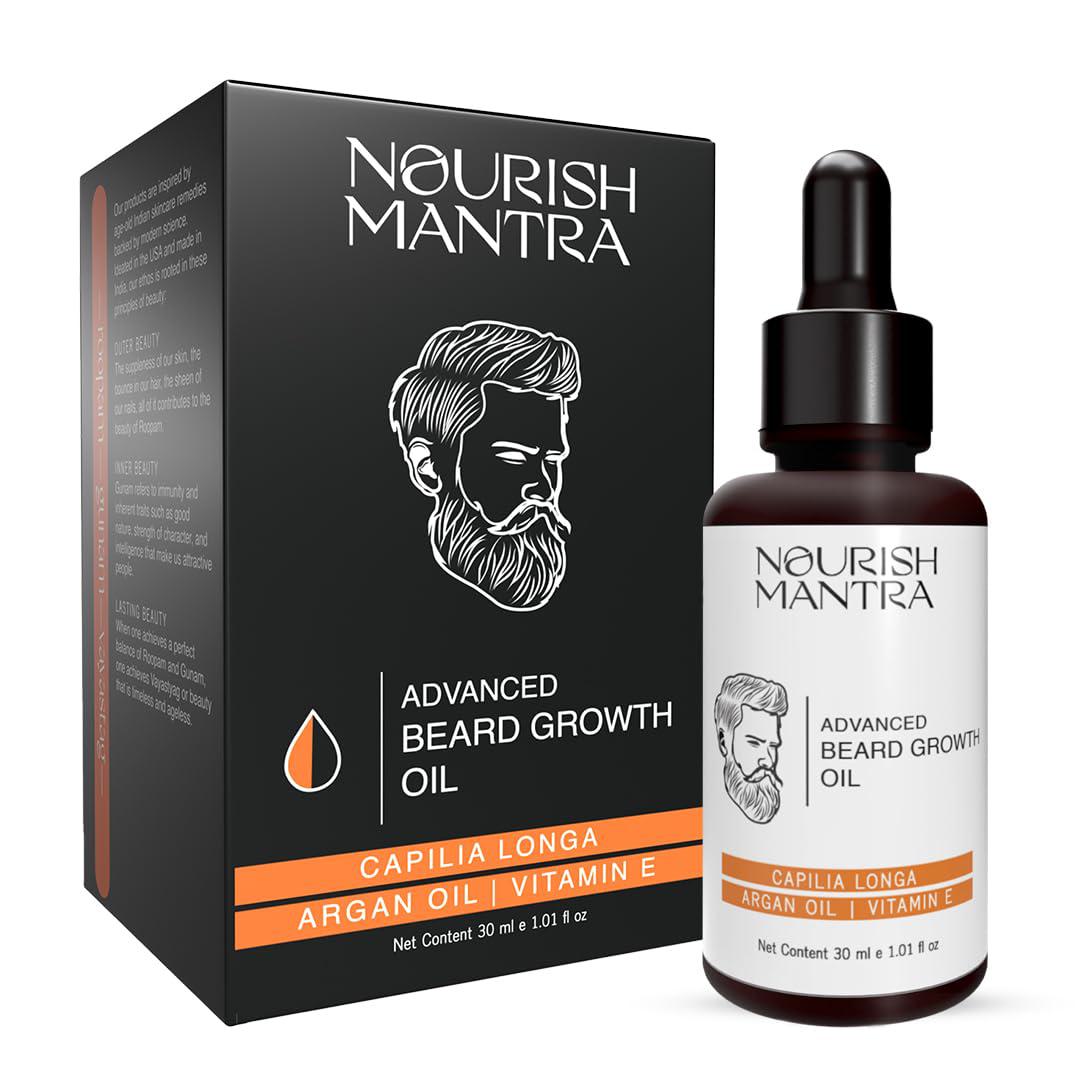 NOURISH
MANTRA
ADVANCED
BEARD GROWTH
OIL
CAPILIA LONGA
ARGAN OIL | VITAMIN E
Net Content 30 ml e 1.01 fl oz
Our products are inspired by
age-old Indian skincare remedies
backed by modern science.
Ideated in the USA and made in
India, our ethos is rooted in these
principles of beauty:
OUTER BEAUTY
The suppleness of our skin, the
bounce in our hair, the sheen of
our nails, all of it contributes to the
beauty of Roopam.
INNER BEAUTY
Gunam refers to immunity and
inherent traits such as good
nature, strength of character, and
intelligence that make us attractive
people.
LASTING BEAUTY
When one achieves a perfect
balance of Roopam and Gunam,
one achieves Vayastyag or beauty
that is timeless and ageless.
roopam gunam vayastyag
NOURISH
MANTRA
ADVANCED
BEARD GROWTH
OIL
CAPILIA LONGA
ARGAN OIL | VITAMIN E
Net Content 30 ml e 1.01 fl oz